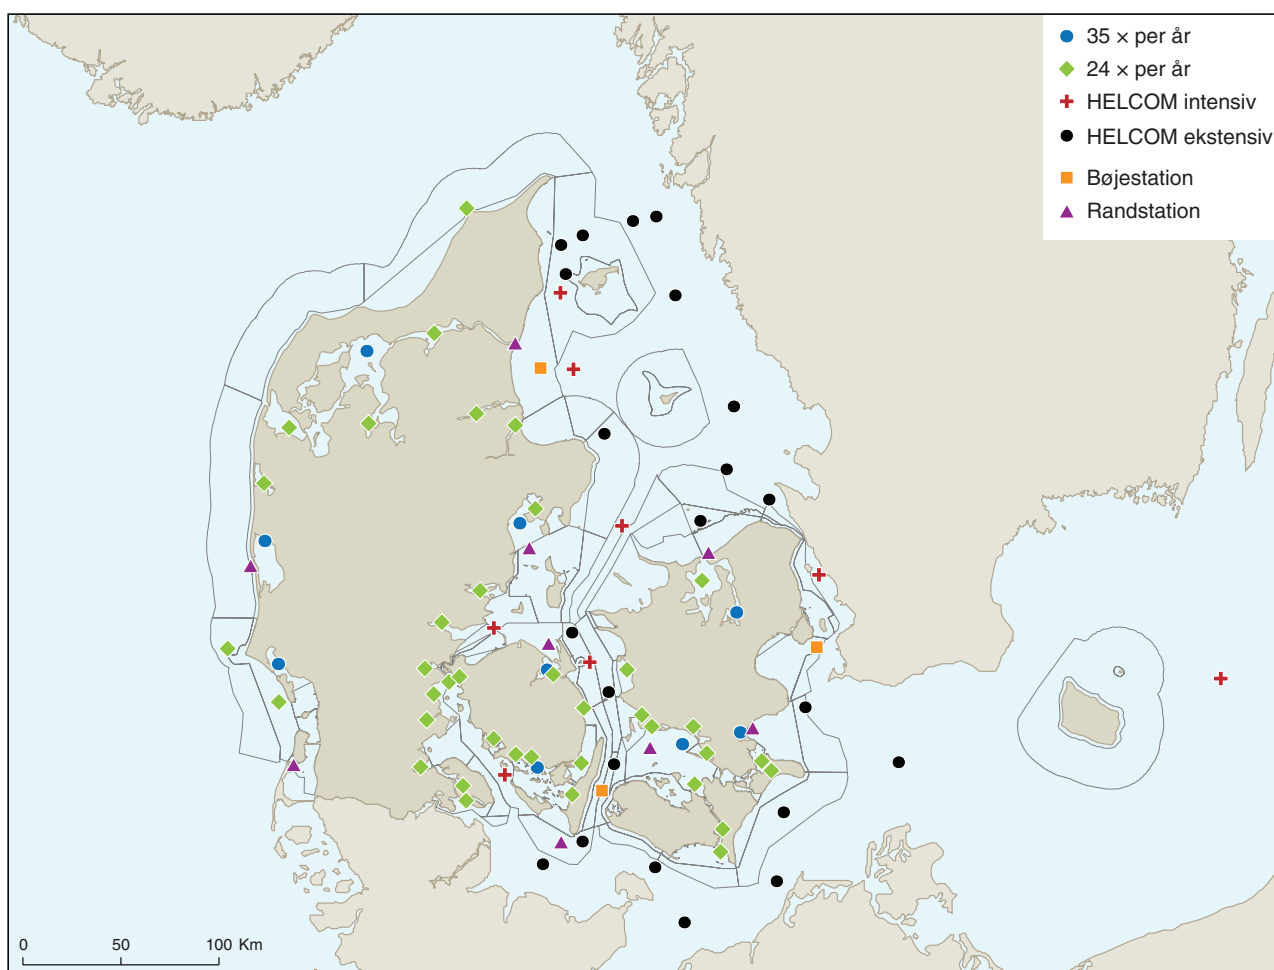 35 × per år
24 × per år
HELCOM intensiv
HELCOM ekstensiv
Bøjestation
Randstation
0 50 100 Km